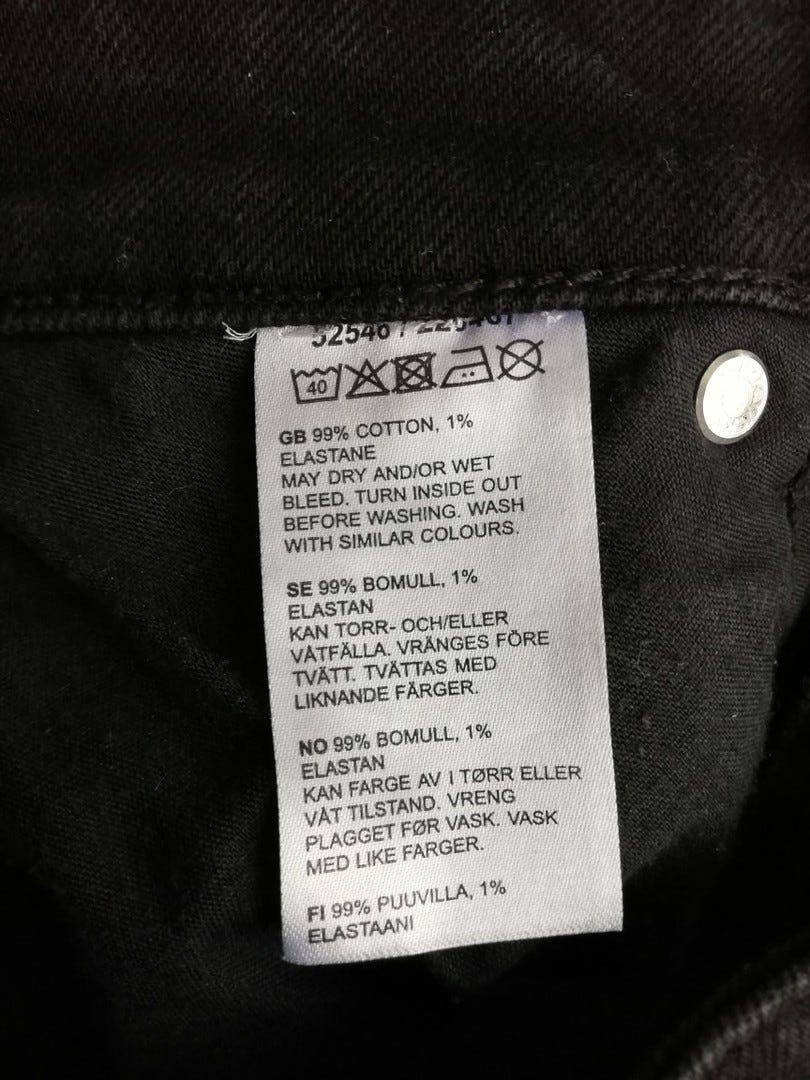 40
GB 99% COTTON, 1%
ELASTANE
MAY DRY AND/OR WET
BLEED. TURN INSIDE OUT
BEFORE WASHING. WASH
WITH SIMILAR COLOURS.
SE 99% BOMULL, 1%
ELASTAN
KAN TORR- OCH/ELLER
VÅTFÄLLA. VRÄNGES FÖRE
TVÄTT. TVÄTTAS MED
LIKNANDE FÄRGER.
NO 99% BOMULL, 1%
ELASTAN
KAN FARGE AV I TØRR ELLER
VÅT TILSTAND. VRENG
PLAGGET FØR VASK. VASK
MED LIKE FARGER.
FI 99% PUUVILLA, 1%
ELASTAANI